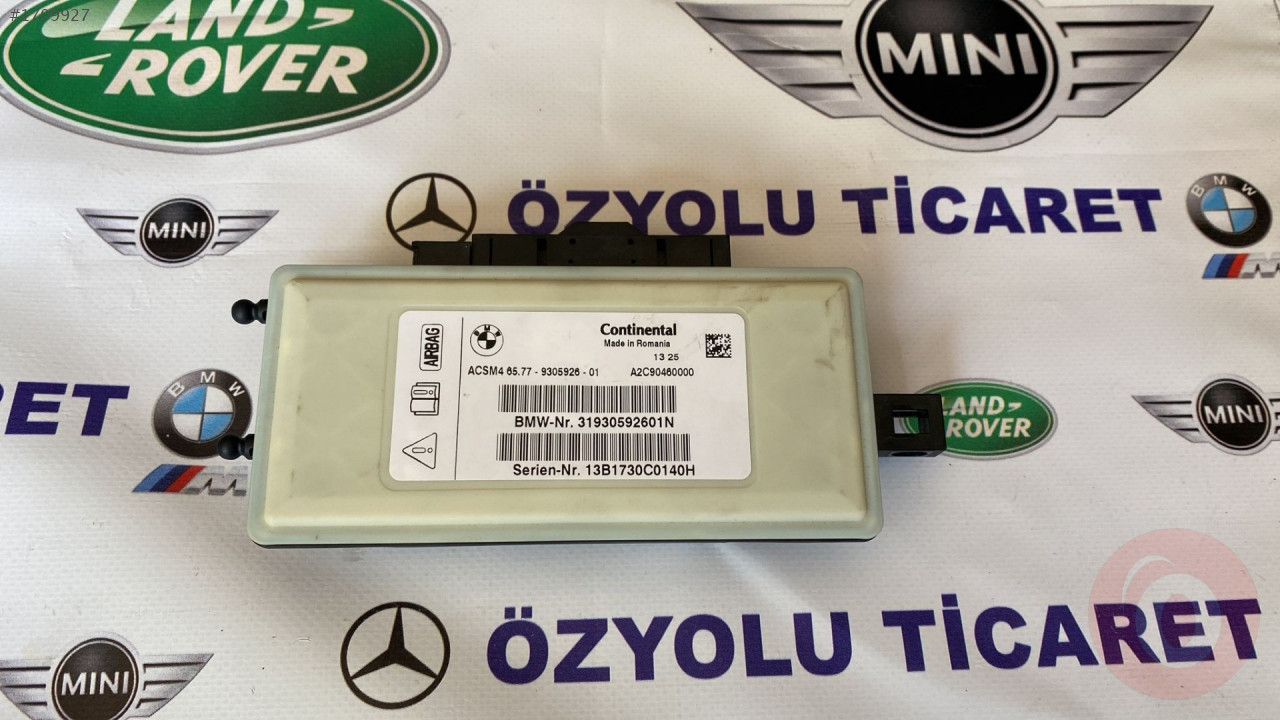 LAND
ROVER
MINI
MINI
ÖZYOLU TİCARET
BMW
M
AIRBAG
BMW
Continental
Made in Romania
13 25
ACSM4 65.77 - 9305926 - 01 A2C90460000
BMW-Nr. 31930592601N
Serien-Nr. 13B1730C0140H
ET
BMW
M
LAND
ROVER
MINI
ÖZYOLU TİCARET
MINI